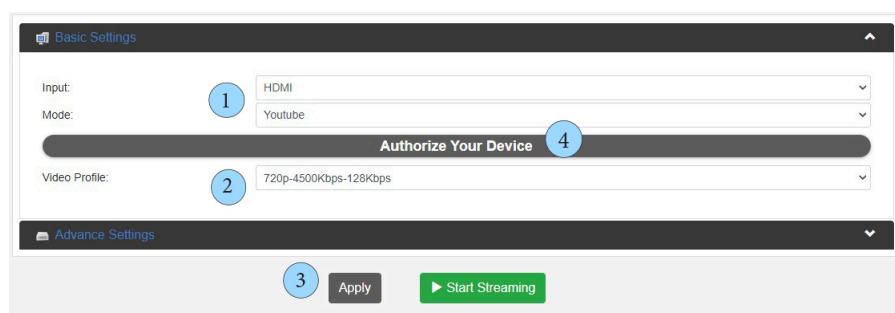 Basic Settings
Input:
HDMI
1
Mode:
Youtube
Authorize Your Device
4
Video Profile:
2
720p-4500Kbps-128Kbps
Advance Settings
3
Apply
Start Streaming